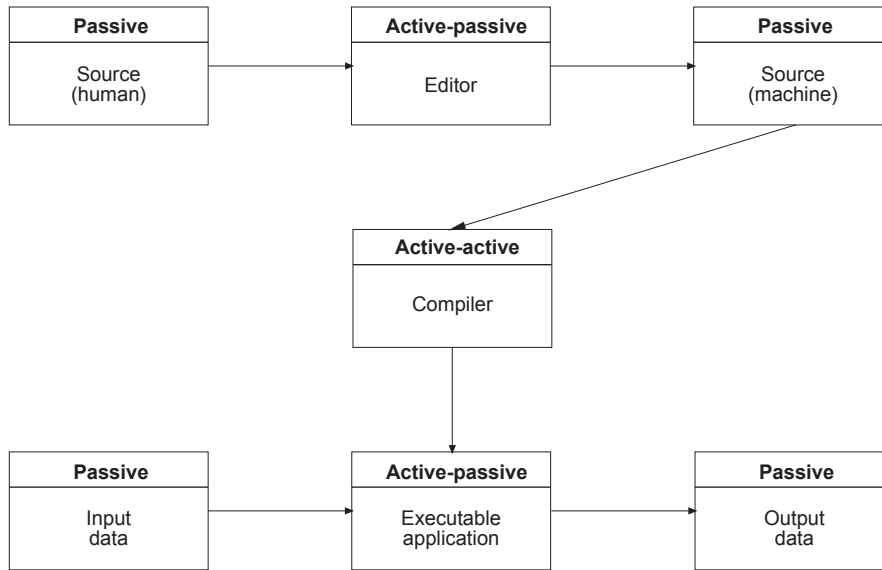 Passive
Source
(human)
Active-passive
Editor
Passive
Source
(machine)
Active-active
Compiler
Passive
Input
data
Active-passive
Executable
application
Passive
Output
data